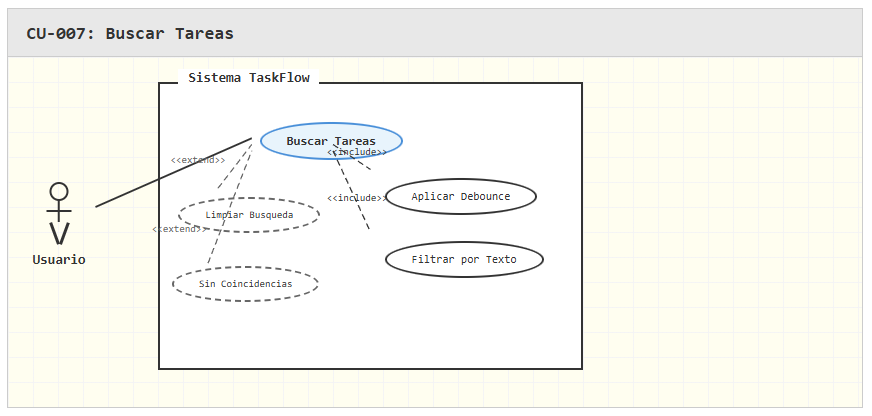 CU-007: Buscar Tareas
Sistema TaskFlow
Buscar Tareas
<<include>>
<<extend>>
Aplicar Debounce
<<include>>
Limpiar Busqueda
<<extend>>
Usuario
Filtrar por Texto
Sin Coincidencias